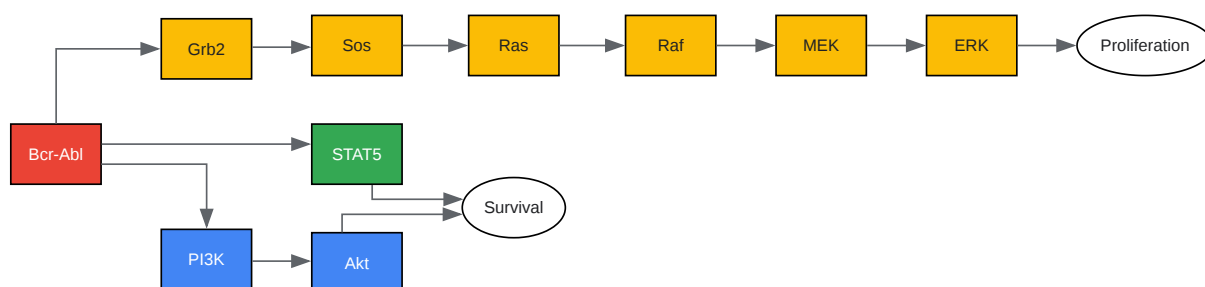 Grb2
Sos
Ras
Raf
MEK
ERK
Proliferation
Bcr-Abl
STAT5
Survival
PI3K
Akt